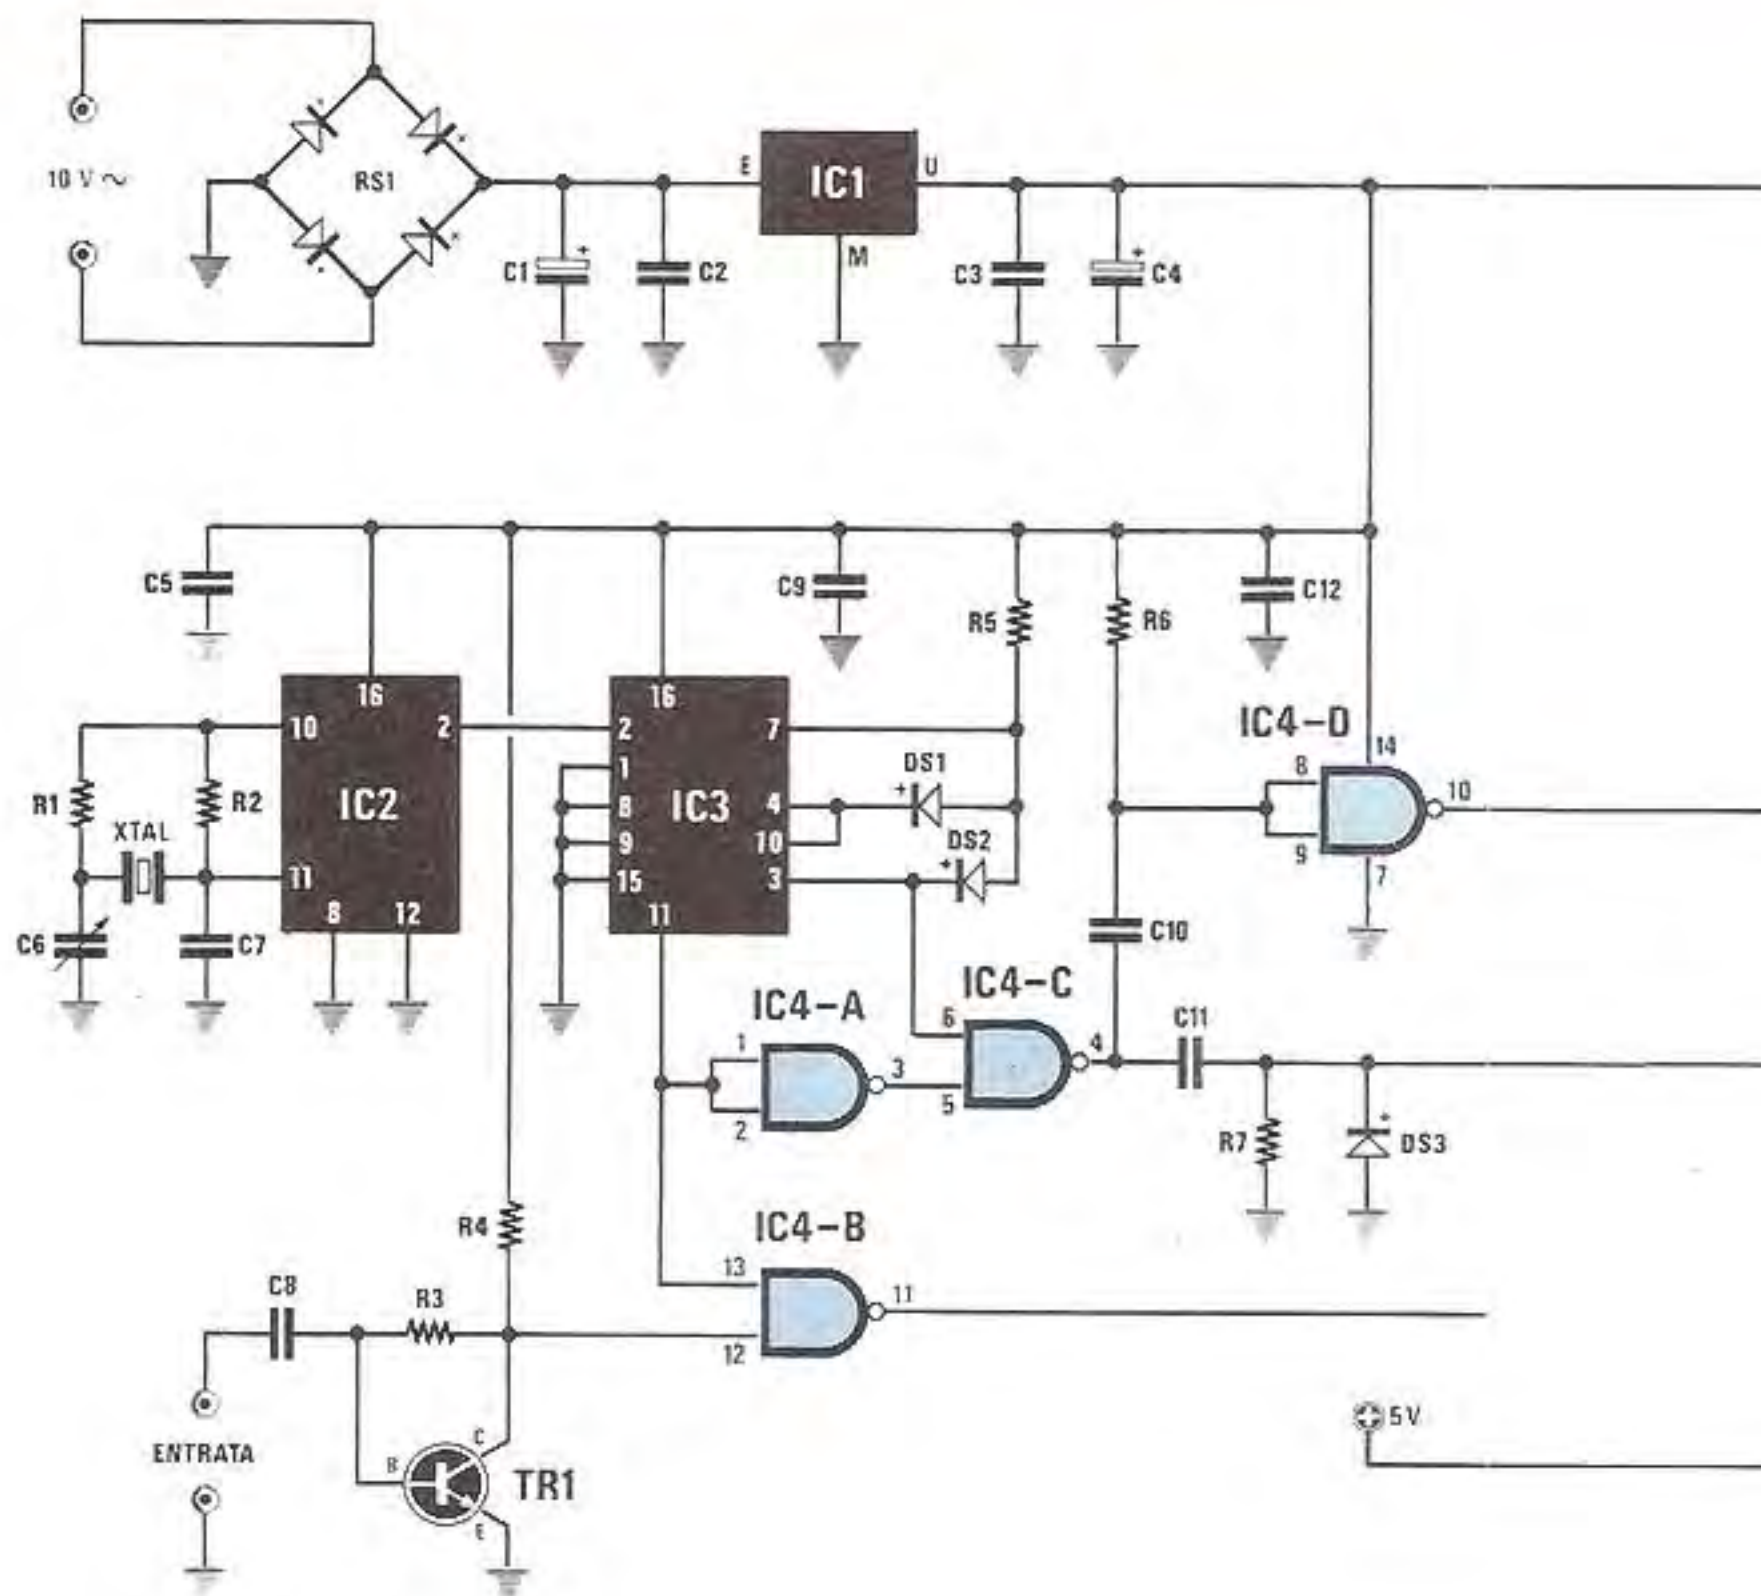 10 V ~
RS1
E
IC1
U
M
C1
+
C2
C3
+
C4
C5
C9
R5
R6
C12
16
10
2
IC2
11
8
12
R1
XTAL
R2
C6
C7
16
2
7
1
8
4
IC3
9
10
15
3
11
+
DS1
+
DS2
IC4-D
14
8
10
9
7
C10
IC4-A
1
3
2
IC4-C
6
4
5
C11
R7
+
DS3
R4
IC4-B
13
11
12
C8
R3
ENTRATA
B
C
E
TR1
5 V